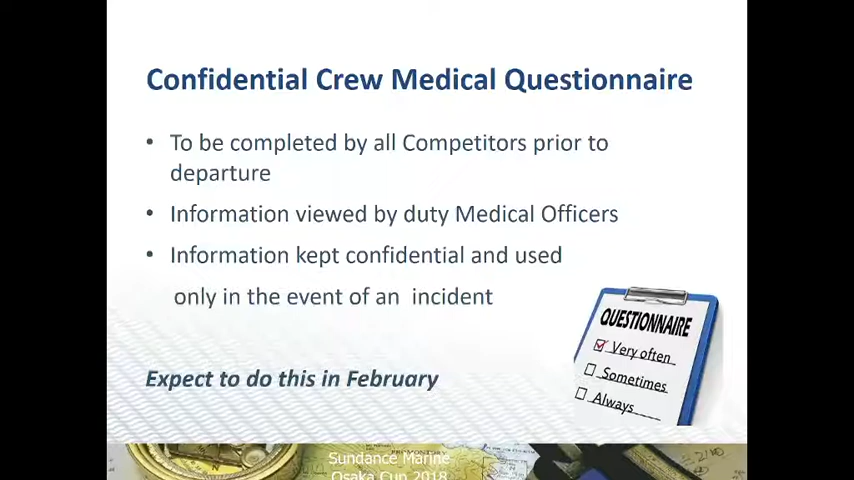 Confidential Crew Medical Questionnaire
• To be completed by all Competitors prior to
departure
• Information viewed by duty Medical Officers
• Information kept confidential and used
only in the event of an incident
QUESTIONNAIRE
Very often
Sometimes
Always
Expect to do this in February
Sundance Marine
Osaka Cup 2018